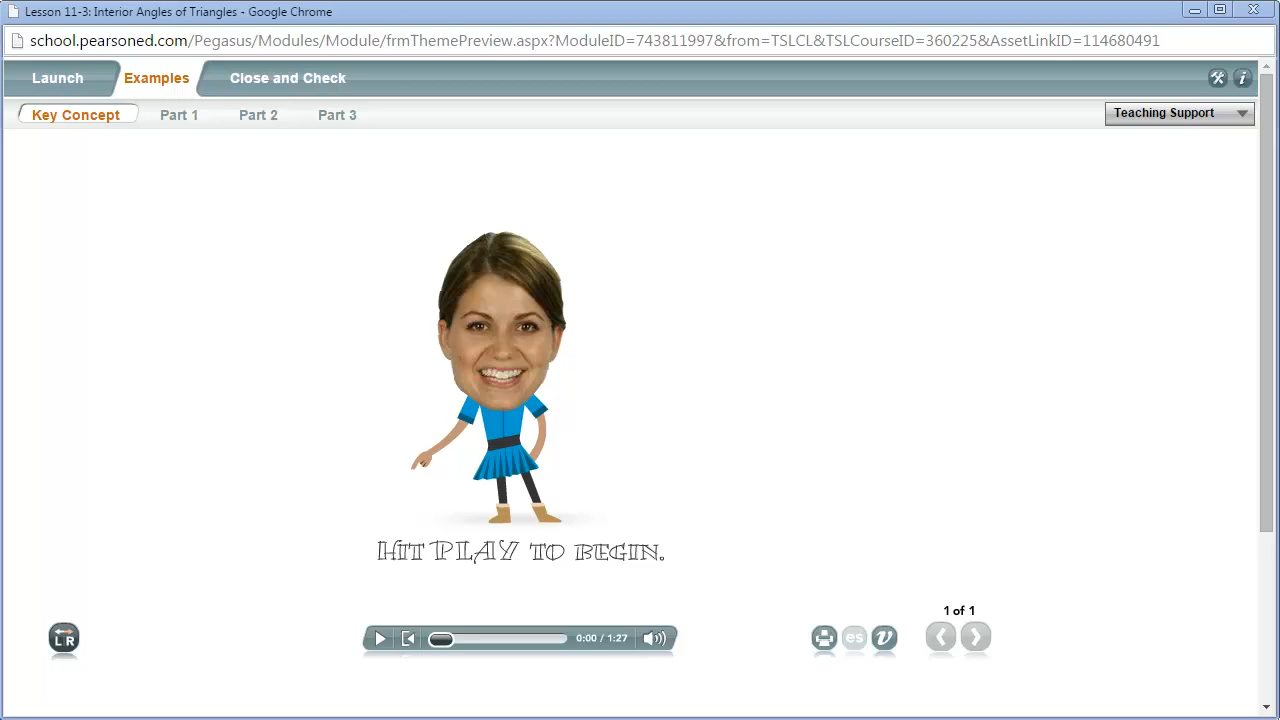 Lesson 11-3: Interior Angles of Triangles - Google Chrome
school.pearsoned.com/Pegasus/Modules/Module/frmThemePreview.aspx?ModuleID=743811997&from=TSLCL&TSLCourseID=360225&AssetLinkID=114680491
Launch Examples Close and Check i
Key Concept Part 1 Part 2 Part 3 Teaching Support
HIT PLAY TO BEGIN.
1 of 1
L R 0:00 / 1:27 es v